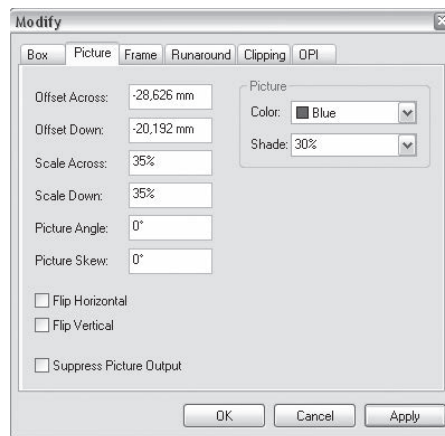 Modify
Box Picture Frame Runaround Clipping OPI
Offset Across: -28,626 mm
Offset Down: -20,192 mm
Scale Across: 35%
Scale Down: 35%
Picture Angle: 0°
Picture Skew: 0°
Flip Horizontal
Flip Vertical
Suppress Picture Output
Picture
Color: Blue
Shade: 30%
OK Cancel Apply